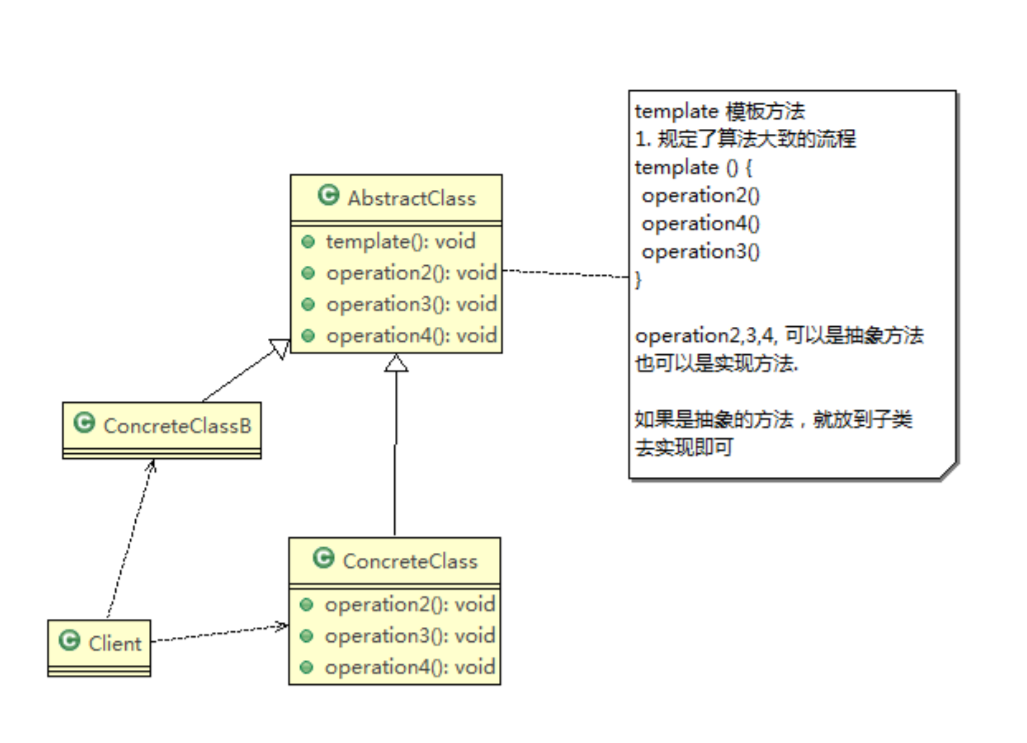 template 模板方法
1. 规定了算法大致的流程
template () {
operation2()
operation4()
operation3()
}
operation2,3,4, 可以是抽象方法
也可以是实现方法.
如果是抽象的方法，就放到子类
去实现即可
C AbstractClass
template(): void
operation2(): void
operation3(): void
operation4(): void
C ConcreteClassB
C ConcreteClass
operation2(): void
operation3(): void
operation4(): void
C Client